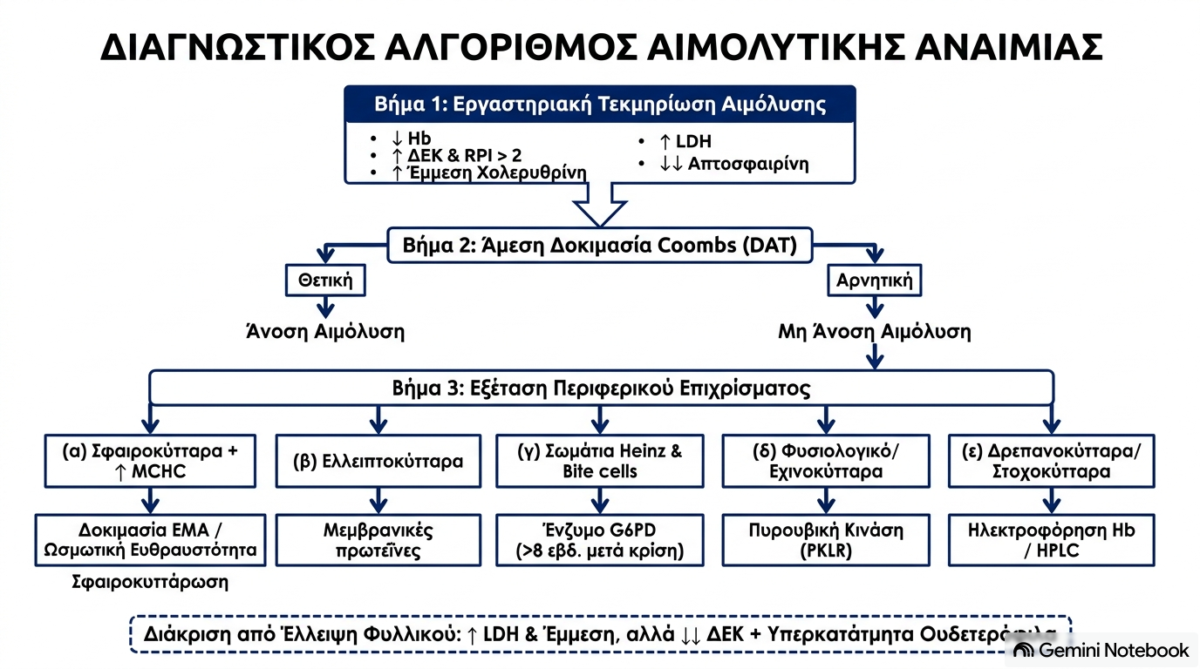 ΔΙΑΓΝΩΣΤΙΚΟΣ ΑΛΓΟΡΙΘΜΟΣ ΑΙΜΟΛΥΤΙΚΗΣ ΑΝΑΙΜΙΑΣ
Βήμα 1: Εργαστηριακή Τεκμηρίωση Αιμόλυσης
• ↓ Hb
• ↑ ΔΕΚ & RPI > 2
• ↑ Έμμεση Χολερυθρίνη
• ↑ LDH
• ↓↓ Απτοσφαιρίνη
Βήμα 2: Άμεση Δοκιμασία Coombs (DAT)
Θετική
Αρνητική
Άνοση Αιμόλυση
Μη Άνοση Αιμόλυση
Βήμα 3: Εξέταση Περιφερικού Επιχρίσματος
(α) Σφαιροκύτταρα +
↑ MCHC
(β) Ελλειπτοκύτταρα
(γ) Σωμάτια Heinz &
Bite cells
(δ) Φυσιολογικό/
Εχινοκύτταρα
(ε) Δρεπανοκύτταρα/
Στοχοκύτταρα
Δοκιμασία EMA /
Ωσμωτική Ευθραυστότητα
Μεμβρανικές
πρωτεΐνες
Ένζυμο G6PD
(>8 εβδ. μετά κρίση)
Πυρουβική Κινάση
(PKLR)
Ηλεκτροφόρηση Hb
/ HPLC
Σφαιροκυττάρωση
Διάκριση από Έλλειψη Φυλλικού: ↑ LDH & Έμμεση, αλλά ↓↓ ΔΕΚ + Υπερκατάτμητα Ουδετερόφιλα
Gemini Notebook